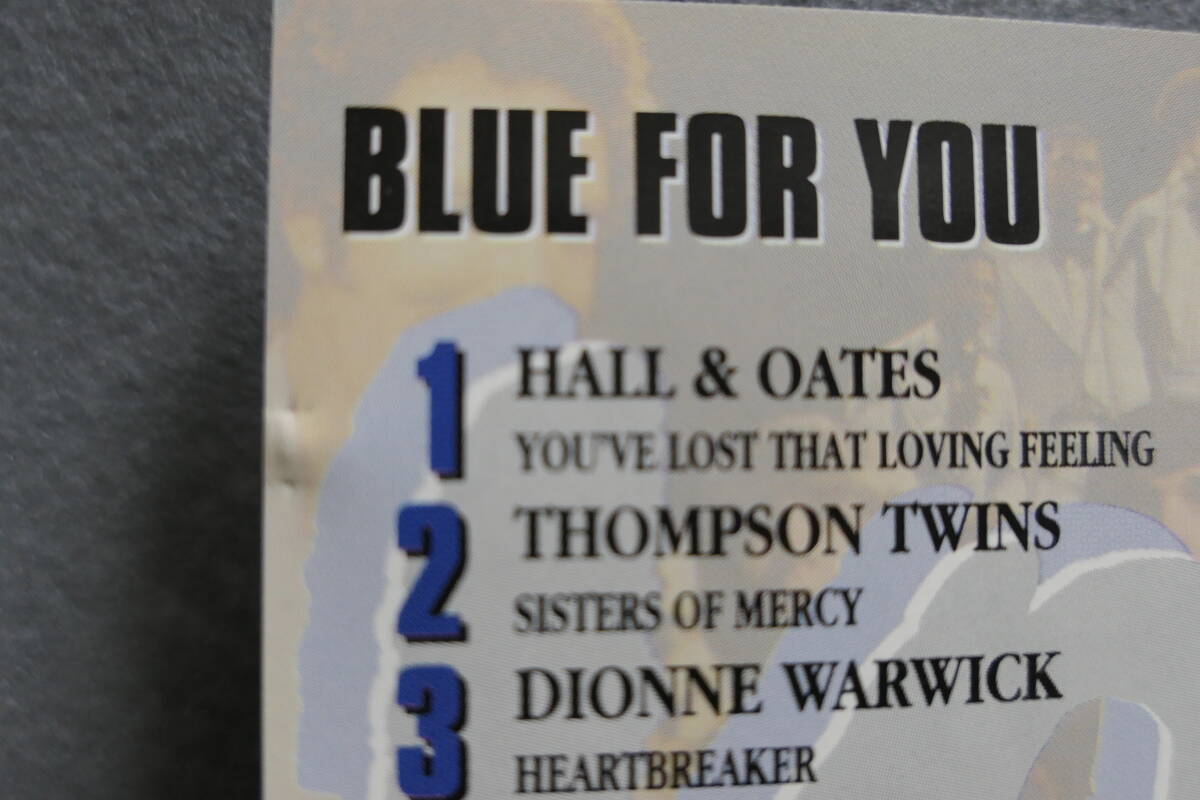 BLUE FOR YOU
1 HALL & OATES
YOU'VE LOST THAT LOVING FEELING
2 THOMPSON TWINS
SISTERS OF MERCY
3 DIONNE WARWICK
HEARTBREAKER